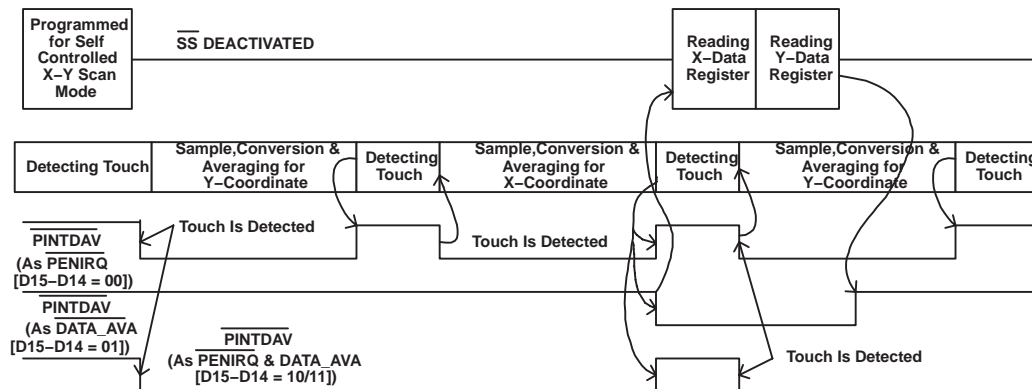 Programmed
for Self
Controlled
X–Y Scan
Mode
SS DEACTIVATED
Reading
X–Data
Register
Reading
Y–Data
Register
Detecting Touch
Sample,Conversion &
Averaging for
Y–Coordinate
Detecting
Touch
Sample,Conversion &
Averaging for
X–Coordinate
Detecting
Touch
Sample,Conversion &
Averaging for
Y–Coordinate
Detecting
Touch
PINTDAV
(As PENIRQ
[D15–D14 = 00])
Touch Is Detected
Touch Is Detected
PINTDAV
(As DATA_AVA
[D15–D14 = 01])
PINTDAV
(As PENIRQ & DATA_AVA
[D15–D14 = 10/11])
Touch Is Detected